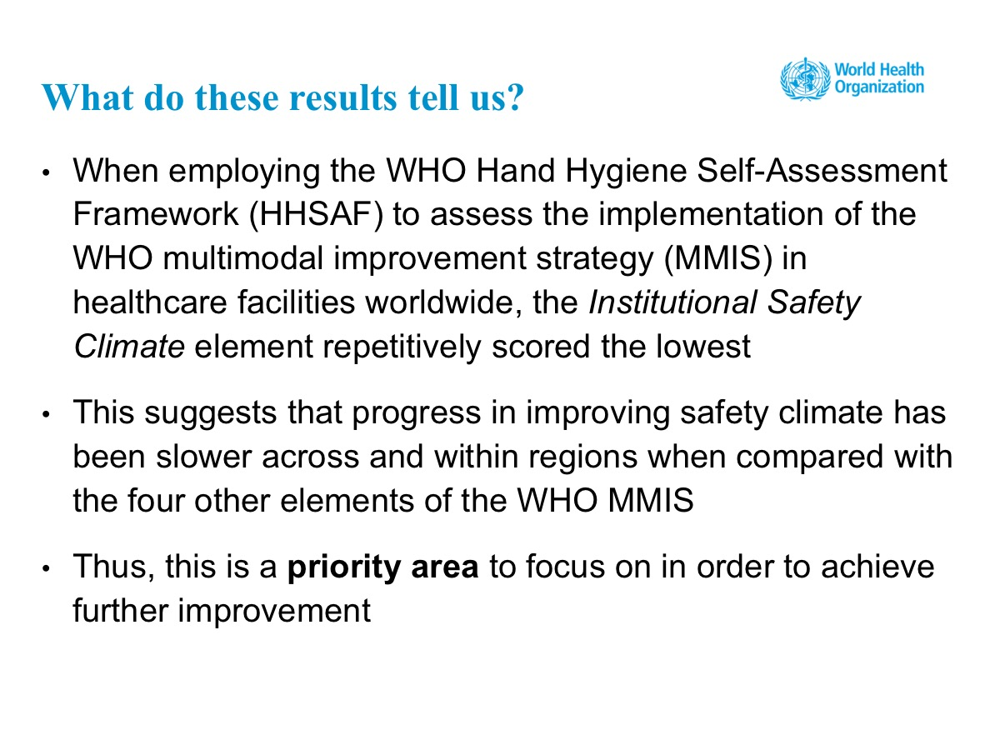 World Health
Organization
What do these results tell us?
• When employing the WHO Hand Hygiene Self-Assessment
Framework (HHSAF) to assess the implementation of the
WHO multimodal improvement strategy (MMIS) in
healthcare facilities worldwide, the Institutional Safety
Climate element repetitively scored the lowest
• This suggests that progress in improving safety climate has
been slower across and within regions when compared with
the four other elements of the WHO MMIS
• Thus, this is a priority area to focus on in order to achieve
further improvement